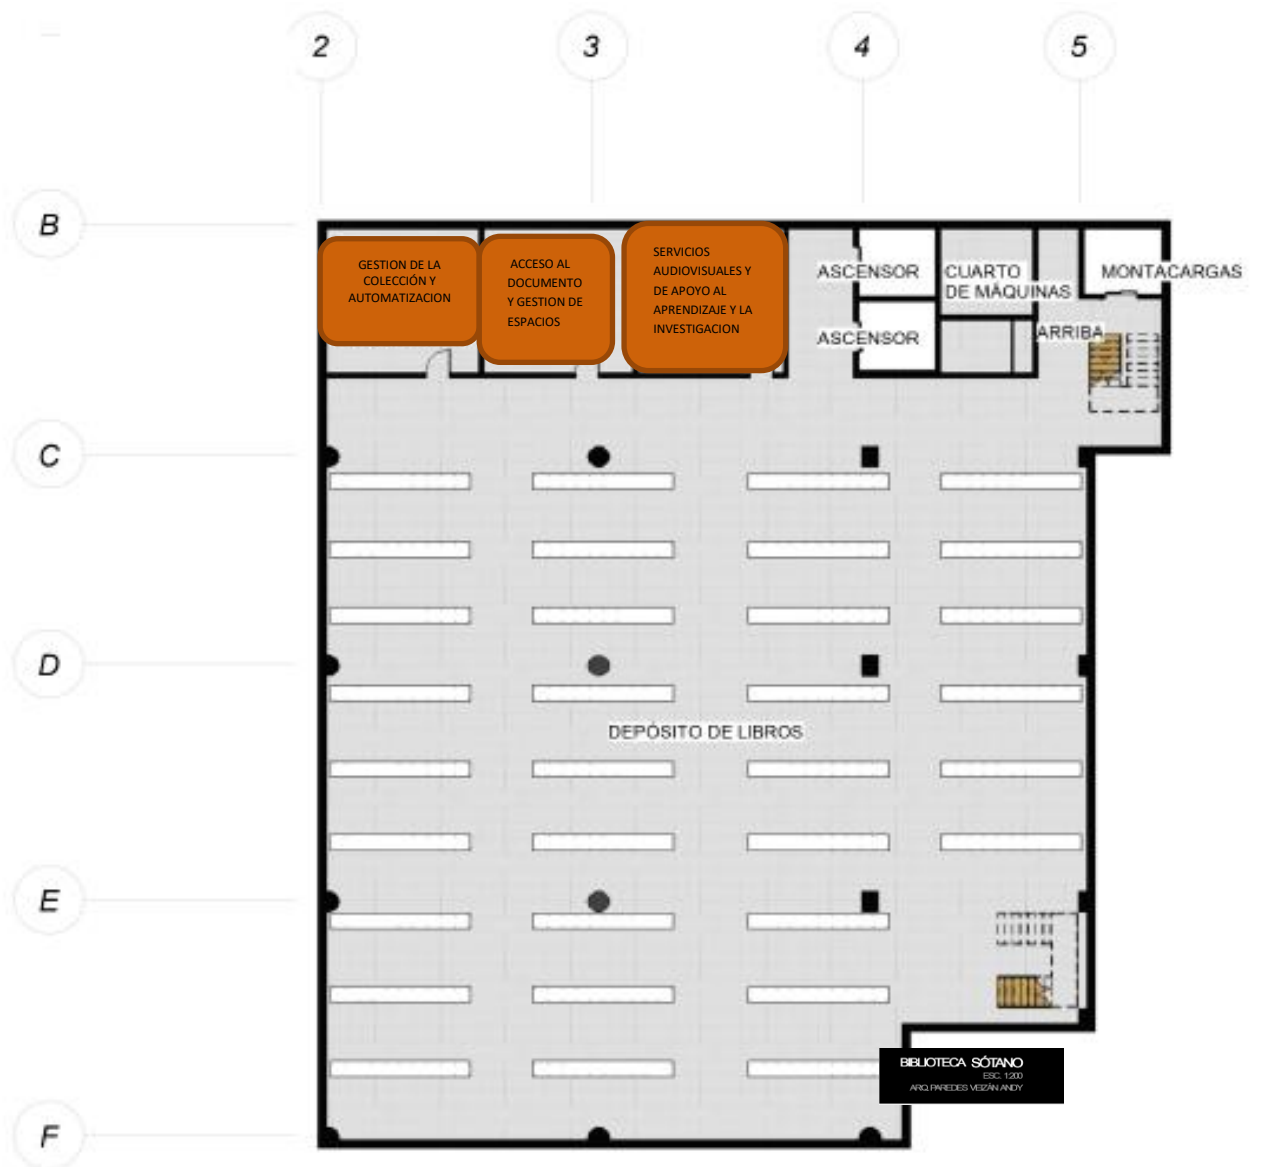 2
3
4
5
B
GESTION DE LA
COLECCIÓN Y
AUTOMATIZACION
ACCESO AL
DOCUMENTO
Y GESTION DE
ESPACIOS
SERVICIOS
AUDIOVISUALES Y
DE APOYO AL
APRENDIZAJE Y LA
INVESTIGACION
ASCENSOR
CUARTO
DE MÁQUINAS
MONTACARGAS
ASCENSOR
ARRIBA
C
D
DEPÓSITO DE LIBROS
E
BIBLIOTECA SÓTANO
ESC. 1:200
ARQ. PAREDES VEIZÁN ANDY
F